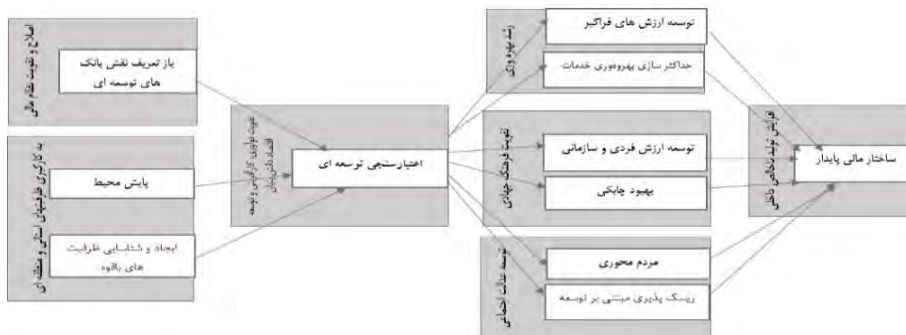 اصلاح و تقویت نظام مالی
باز تعریف نقش بانک
های توسعه ای
به کارگیری ظرفیتهای استانی و منطقه ای
پایش محیط
ایجاد و شناسایی ظرفیت
های بالقوه
تقویت نوآوری، کارآفرینی و توسعه
اقتصاد دانش بنیان
اعتبارسنجی توسعه ای
رشد بهره وری
توسعه ارزش های فراگیر
حداکثر سازی بهره‌وری خدمات
تقویت فرهنگ جهادی
توسعه ارزش فردی و سازمانی
بهبود چابکی
توسعه عدالت اجتماعی
مردم محوری
ریسک پذیری مبتنی بر توسعه
افزایش تولید ناخالص داخلی
ساختار مالی پایدار